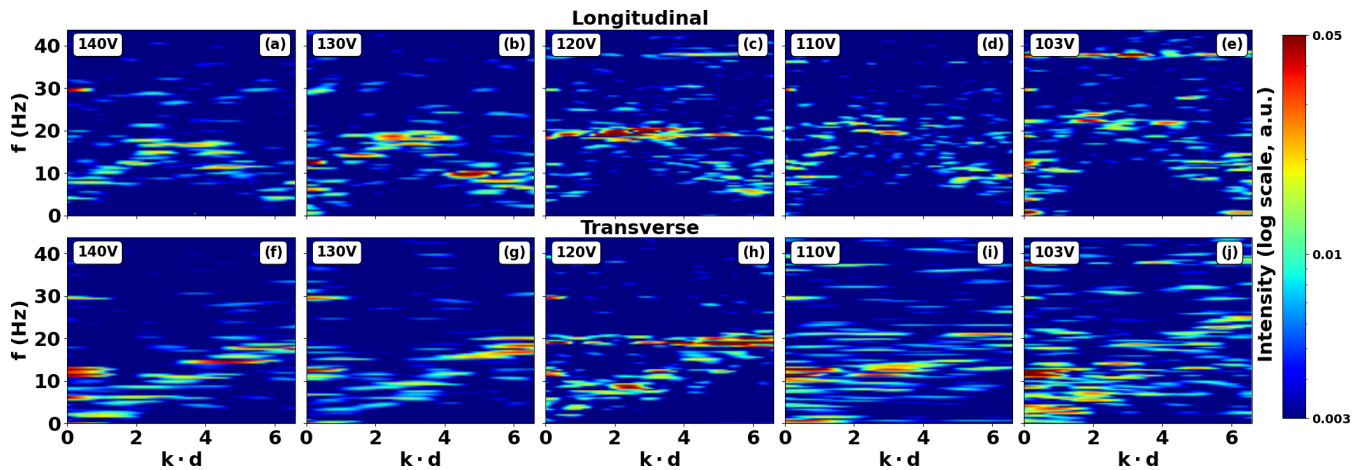 Longitudinal
140V (a) 130V (b) 120V (c) 110V (d) 103V (e)
40
30
20
10
0
f (Hz)
Transverse
140V (f) 130V (g) 120V (h) 110V (i) 103V (j)
40
30
20
10
0
f (Hz)
0 2 4 6 0 2 4 6 0 2 4 6 0 2 4 6 0 2 4 6
k · d k · d k · d k · d k · d
0.05
0.01
0.003
Intensity (log scale, a.u.)